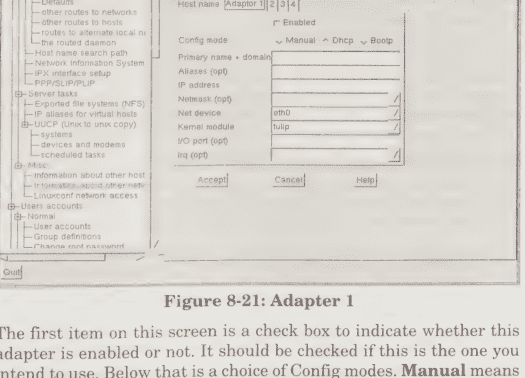 Defaults
other routes to networks
other routes to hosts
routes to alternate local n
the routed daemon
Host name search path
Network Information System
IPX interface setup
PPP/SLIP/PLIP
Server tasks
Exported file systems (NFS)
IP aliases for virtual hosts
UUCP (Unix to unix copy)
systems
devices and modems
scheduled tasks
Misc
Information about other host
Information about other netw
Linuxconf network access
Users accounts
Normal
User accounts
Group definitions
Change root password
Host name Adaptor 1 2 3 4
Enabled
Config mode Manual Dhcp Bootp
Primary name + domain
Aliases (opt)
IP address
Netmask (opt)
Net device eth0
Kernel module tulip
I/O port (opt)
Irq (opt)
Accept Cancel Help
Quit
Figure 8-21: Adapter 1
The first item on this screen is a check box to indicate whether this
adapter is enabled or not. It should be checked if this is the one you
intend to use. Below that is a choice of Config modes. Manual means